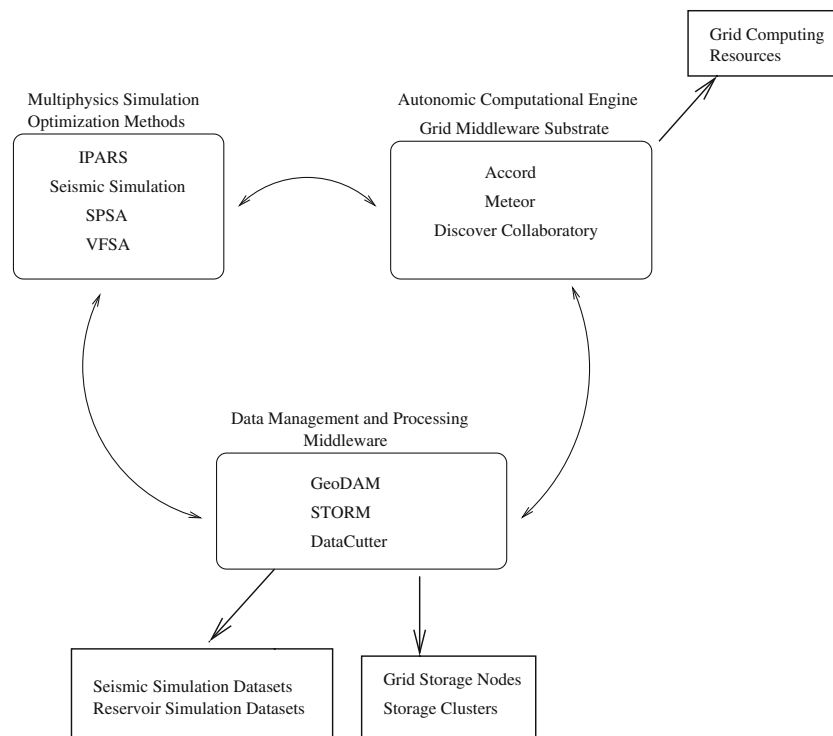 Grid Computing
Resources
Multiphysics Simulation
Optimization Methods
IPARS
Seismic Simulation
SPSA
VFSA
Autonomic Computational Engine
Grid Middleware Substrate
Accord
Meteor
Discover Collaboratory
Data Management and Processing
Middleware
GeoDAM
STORM
DataCutter
Seismic Simulation Datasets
Reservoir Simulation Datasets
Grid Storage Nodes
Storage Clusters